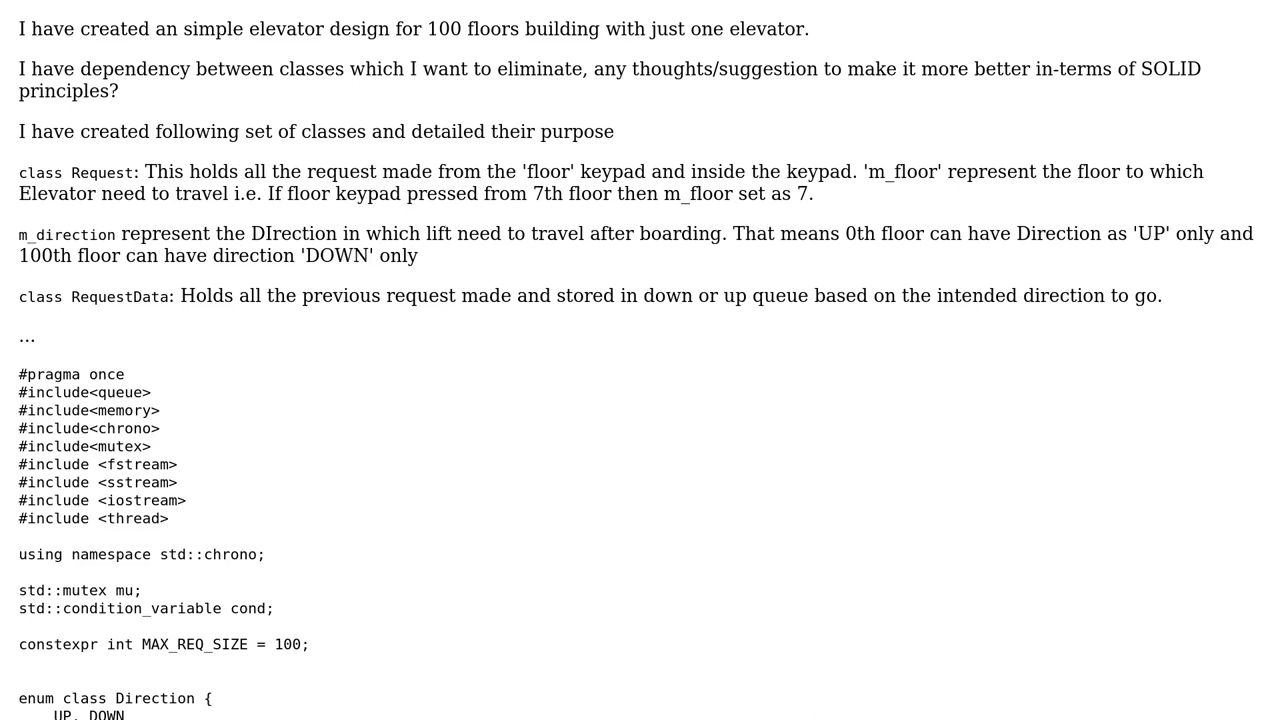 I have created an simple elevator design for 100 floors building with just one elevator.
I have dependency between classes which I want to eliminate, any thoughts/suggestion to make it more better in-terms of SOLID
principles?
I have created following set of classes and detailed their purpose
class Request: This holds all the request made from the 'floor' keypad and inside the keypad. 'm_floor' represent the floor to which
Elevator need to travel i.e. If floor keypad pressed from 7th floor then m_floor set as 7.
m_direction represent the DIrection in which lift need to travel after boarding. That means 0th floor can have Direction as 'UP' only and
100th floor can have direction 'DOWN' only
class RequestData: Holds all the previous request made and stored in down or up queue based on the intended direction to go.
...
#pragma once
#include<queue>
#include<memory>
#include<chrono>
#include<mutex>
#include <fstream>
#include <sstream>
#include <iostream>
#include <thread>
using namespace std::chrono;
std::mutex mu;
std::condition_variable cond;
constexpr int MAX_REQ_SIZE = 100;
enum class Direction {
    UP, DOWN